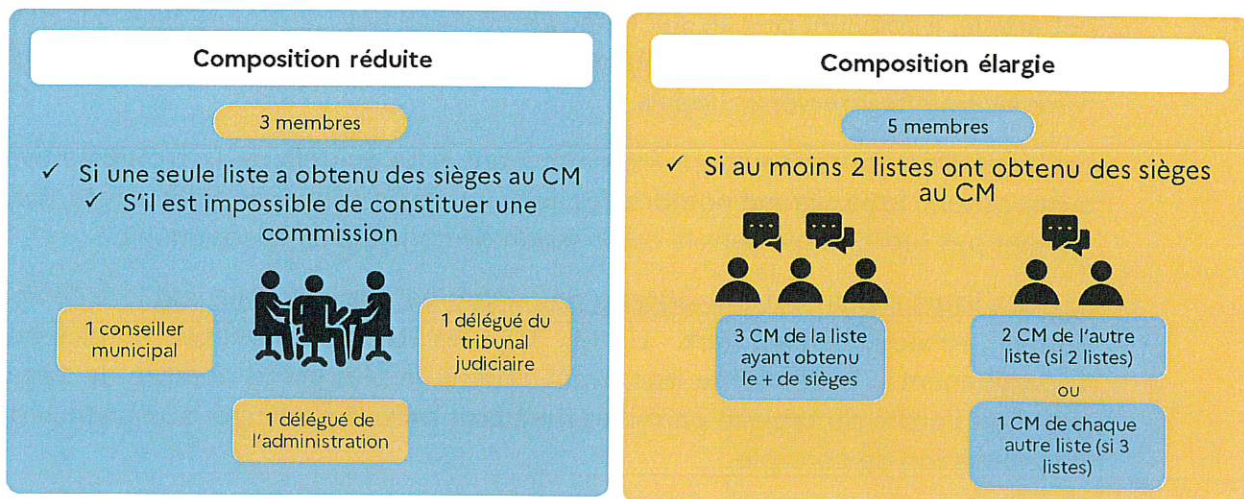 Composition réduite
3 membres
✓ Si une seule liste a obtenu des sièges au CM
✓ S'il est impossible de constituer une
commission
1 conseiller
municipal
1 délégué du
tribunal
judiciaire
1 délégué de
l'administration
Composition élargie
5 membres
✓ Si au moins 2 listes ont obtenu des sièges
au CM
3 CM de la liste
ayant obtenu
le + de sièges
2 CM de l'autre
liste (si 2 listes)
ou
1 CM de chaque
autre liste (si 3
listes)